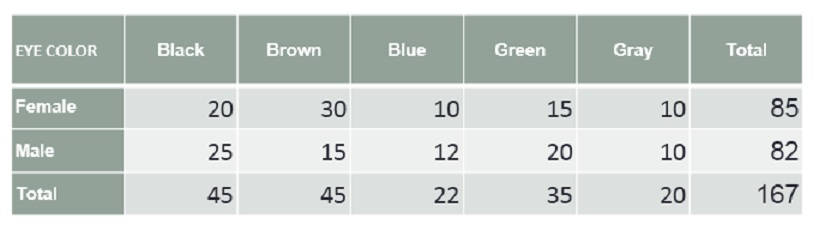 EYE COLOR Black Brown Blue Green Gray Total
Female 20 30 10 15 10 85
Male 25 15 12 20 10 82
Total 45 45 22 35 20 167